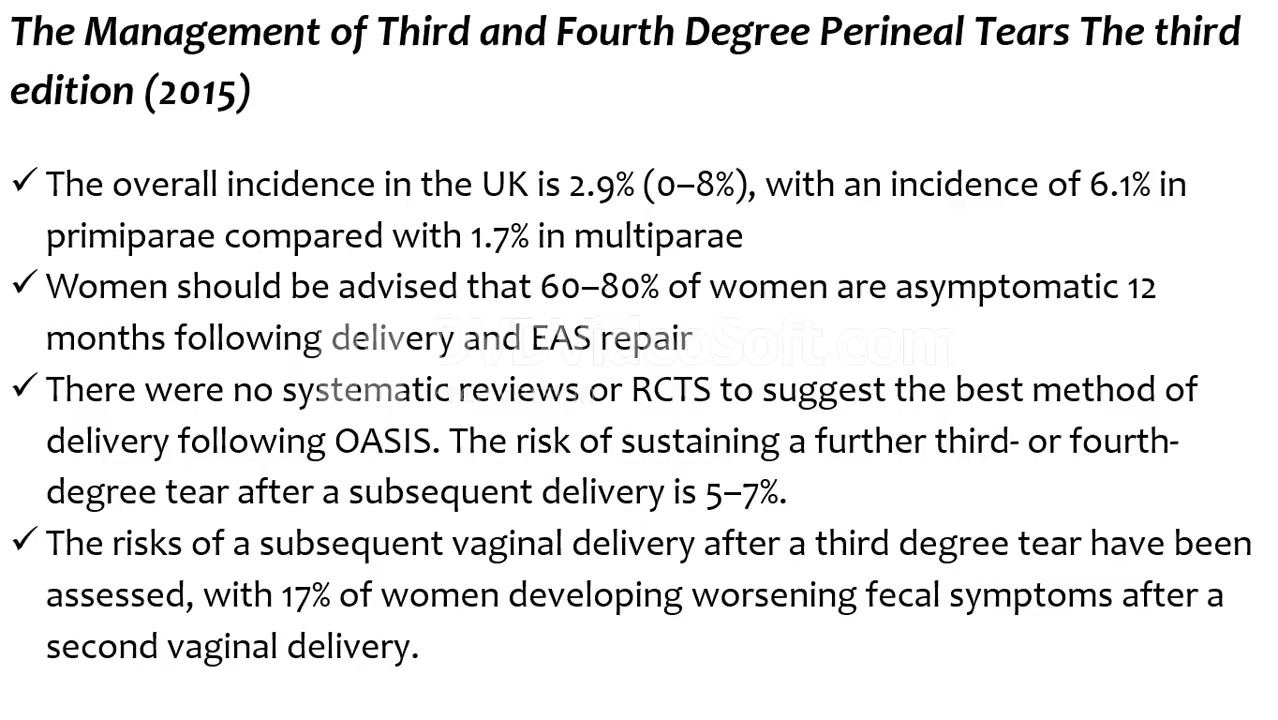 The Management of Third and Fourth Degree Perineal Tears The third
edition (2015)
✓ The overall incidence in the UK is 2.9% (0–8%), with an incidence of 6.1% in
primiparae compared with 1.7% in multiparae
✓ Women should be advised that 60–80% of women are asymptomatic 12
months following delivery and EAS repair
DVDVideoSoft.com
✓ There were no systematic reviews or RCTS to suggest the best method of
delivery following OASIS. The risk of sustaining a further third- or fourth-
degree tear after a subsequent delivery is 5–7%.
✓ The risks of a subsequent vaginal delivery after a third degree tear have been
assessed, with 17% of women developing worsening fecal symptoms after a
second vaginal delivery.